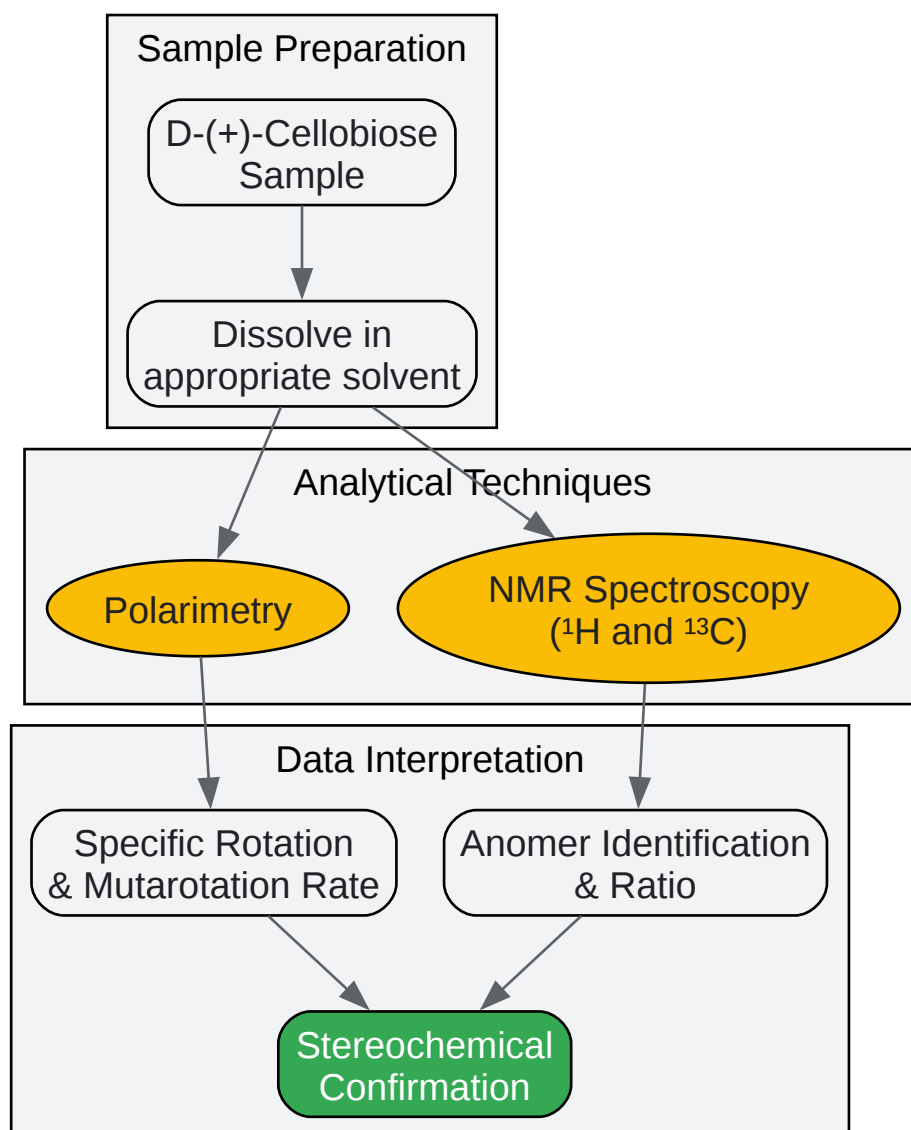 Sample Preparation
D-(+)-Cellobiose
Sample
Dissolve in
appropriate solvent
Analytical Techniques
Polarimetry
NMR Spectroscopy
(¹H and ¹³C)
Data Interpretation
Specific Rotation
& Mutarotation Rate
Anomer Identification
& Ratio
Stereochemical
Confirmation